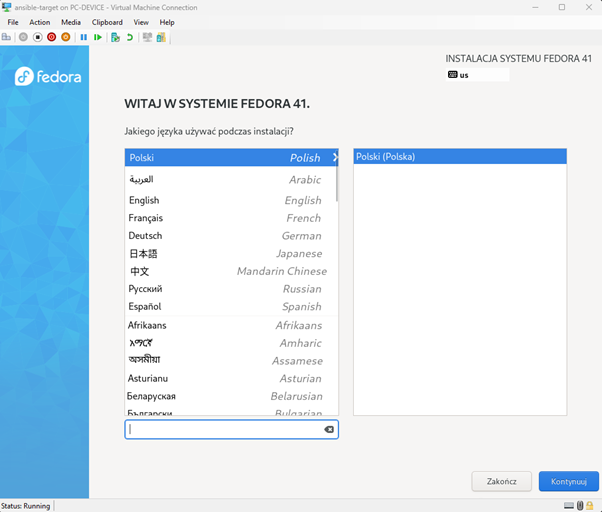 ansible-target on PC-DEVICE - Virtual Machine Connection
File Action Media Clipboard View Help
fedora
INSTALACJA SYSTEMU FEDORA 41
us
WITAJ W SYSTEMIE FEDORA 41.
Jakiego języka używać podczas instalacji?
Polski Polish
Polski (Polska)
العربية Arabic
English English
Français French
Deutsch German
日本語 Japanese
中文 Mandarin Chinese
Русский Russian
Español Spanish
Afrikaans Afrikaans
አማርኛ Amharic
অসমীয়া Assamese
Asturianu Asturian
Беларуская Belarusian
Български Bulgarian
Zakończ Kontynuuj
Status: Running